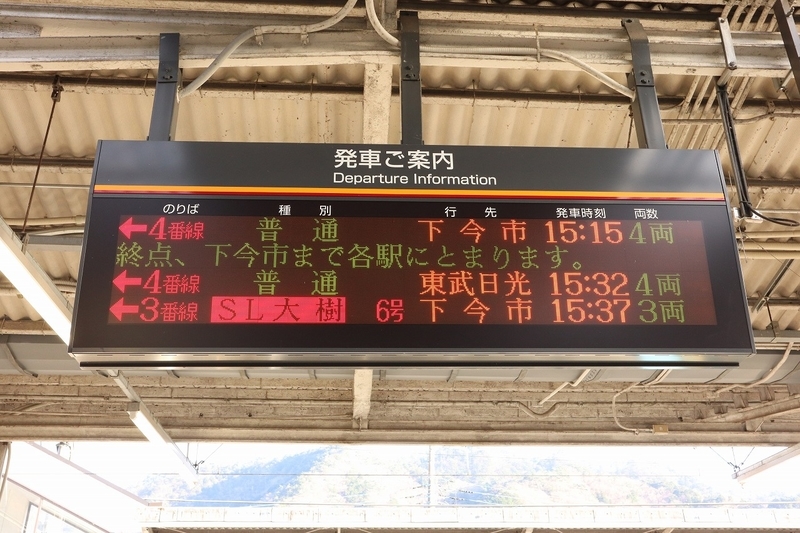 発車ご案内
Departure Information
のりば 種別 行先 発車時刻 両数
←4番線 普通 下今市 15:15 4両
終点、下今市まで各駅にとまります。
←4番線 普通 東武日光 15:32 4両
←3番線 SL大樹 6号 下今市 15:37 3両